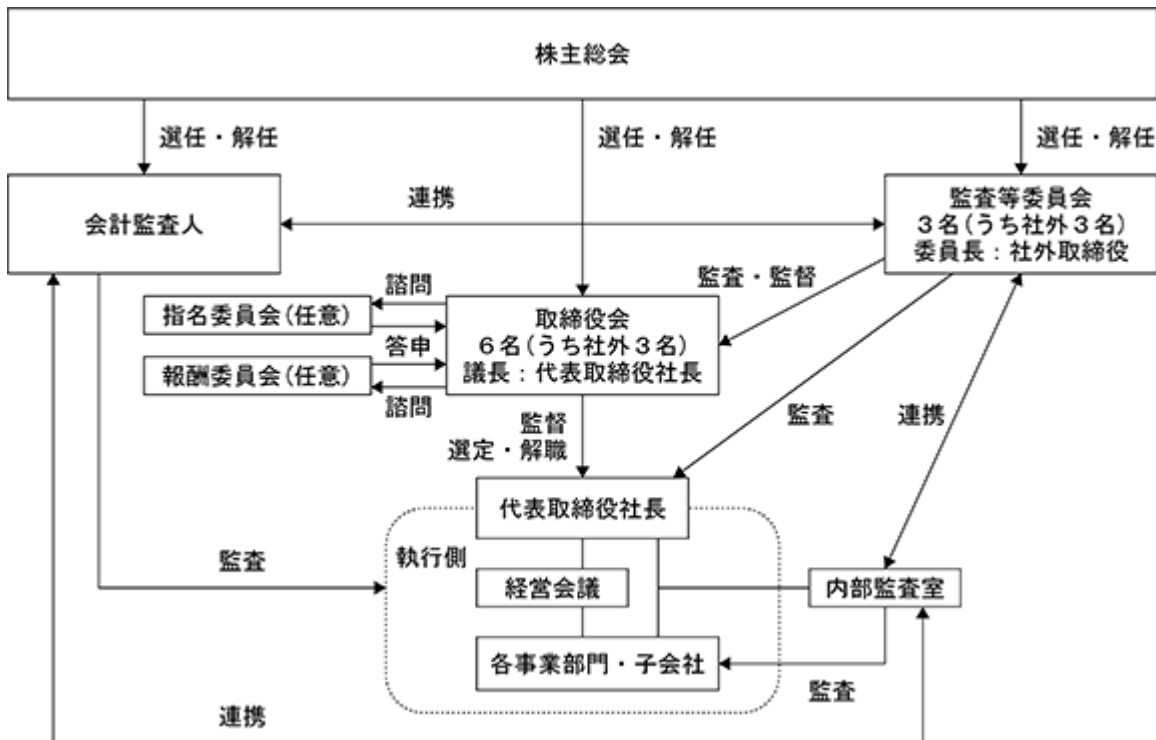 株主総会
選任・解任
選任・解任
選任・解任
会計監査人
連携
監査等委員会
3名(うち社外3名)
委員長:社外取締役
監査・監督
諮問
指名委員会(任意)
答申
報酬委員会(任意)
諮問
取締役会
6名(うち社外3名)
議長:代表取締役社長
監督
選定・解職
監査
連携
代表取締役社長
執行側
監査
経営会議
内部監査室
各事業部門・子会社
監査
連携